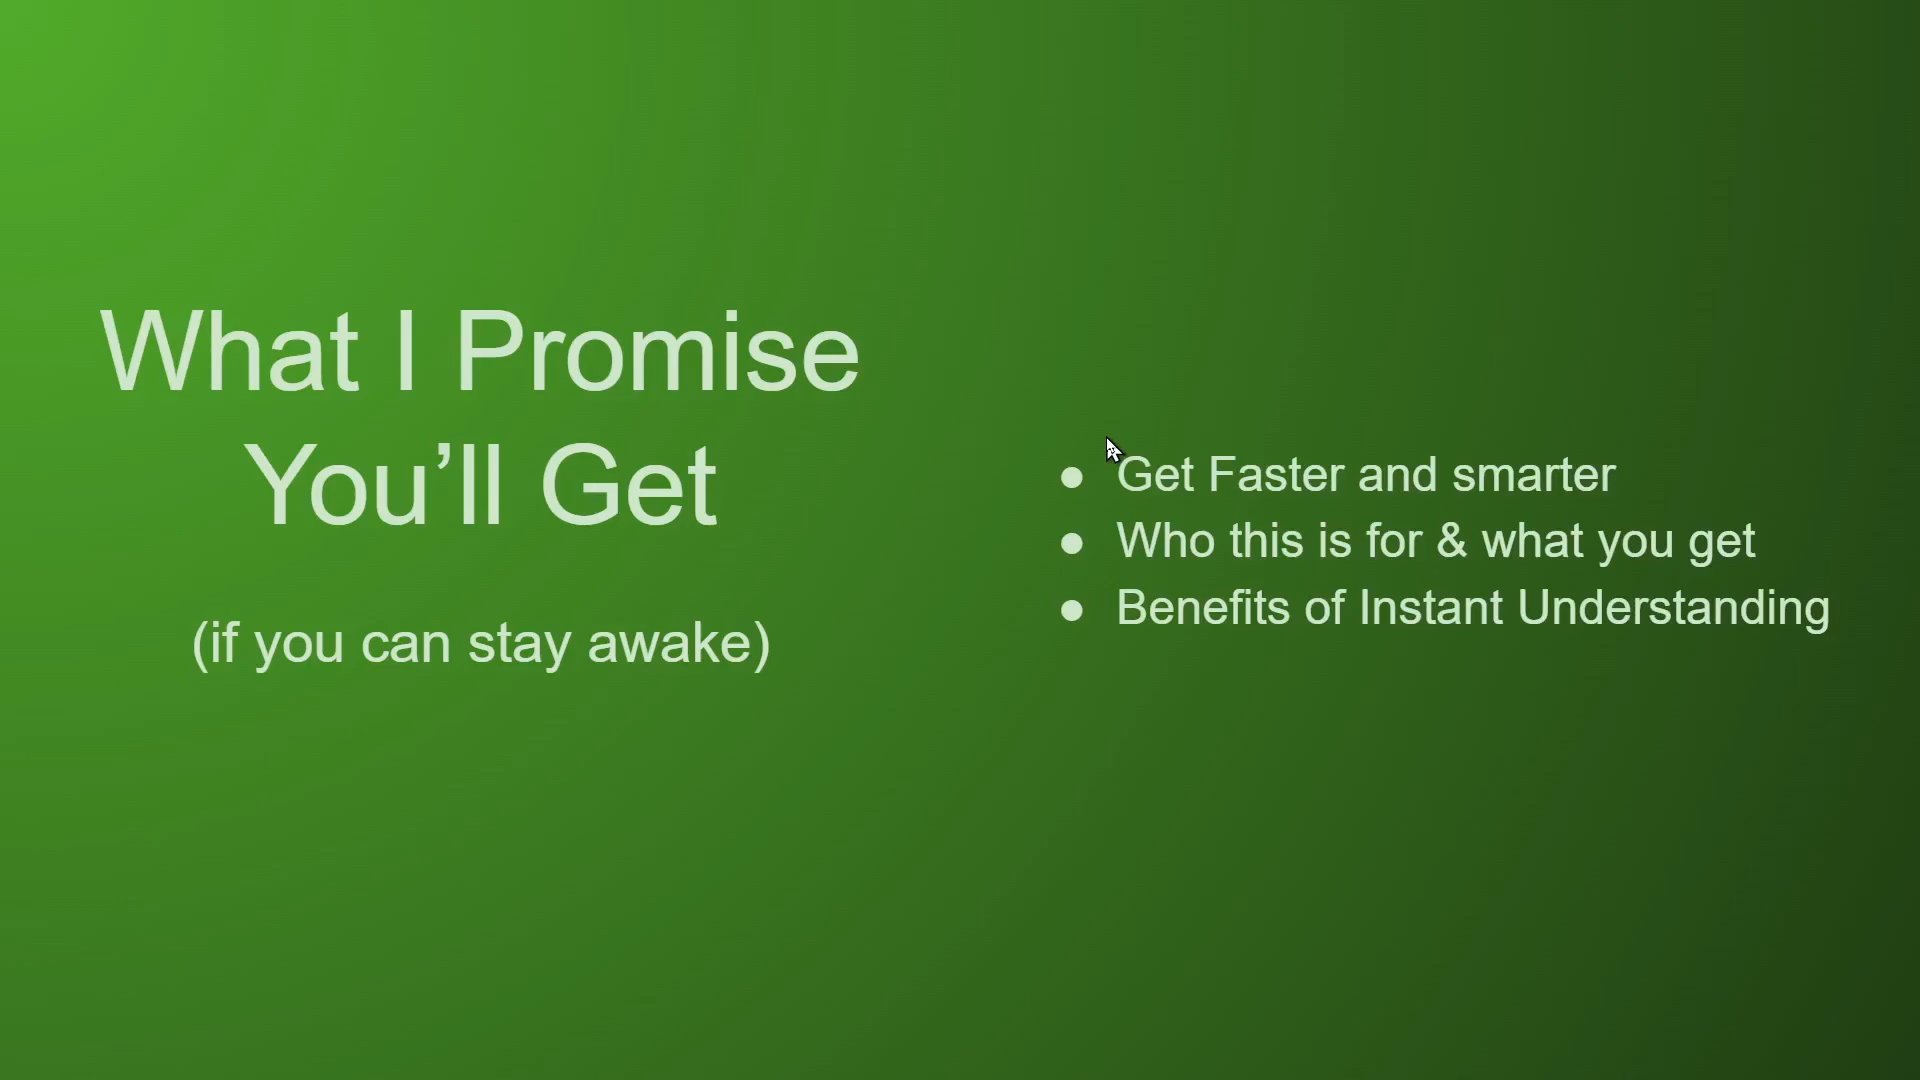 What I Promise
You’ll Get
(if you can stay awake)
● Get Faster and smarter
● Who this is for & what you get
● Benefits of Instant Understanding